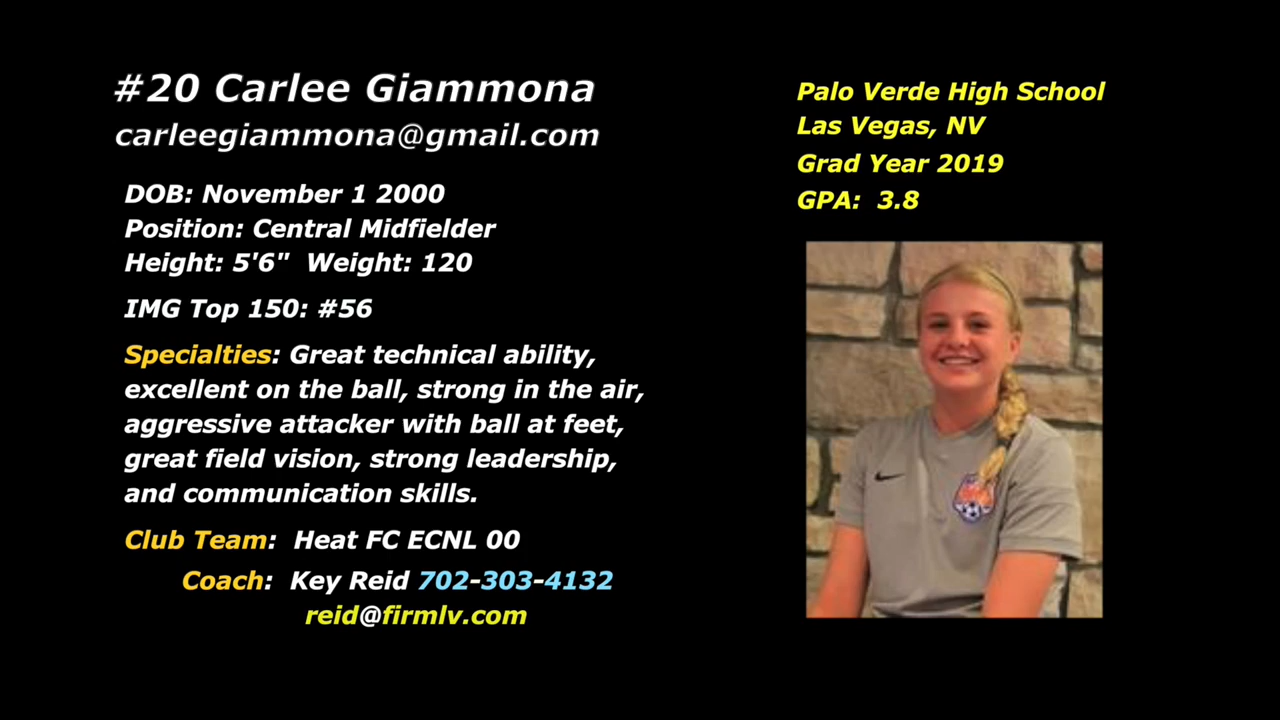 #20 Carlee Giammona
carleegiammona@gmail.com
DOB: November 1 2000
Position: Central Midfielder
Height: 5'6" Weight: 120
IMG Top 150: #56
Specialties: Great technical ability,
excellent on the ball, strong in the air,
aggressive attacker with ball at feet,
great field vision, strong leadership,
and communication skills.
Club Team: Heat FC ECNL 00
Coach: Key Reid 702-303-4132
reid@firmlv.com
Palo Verde High School
Las Vegas, NV
Grad Year 2019
GPA: 3.8